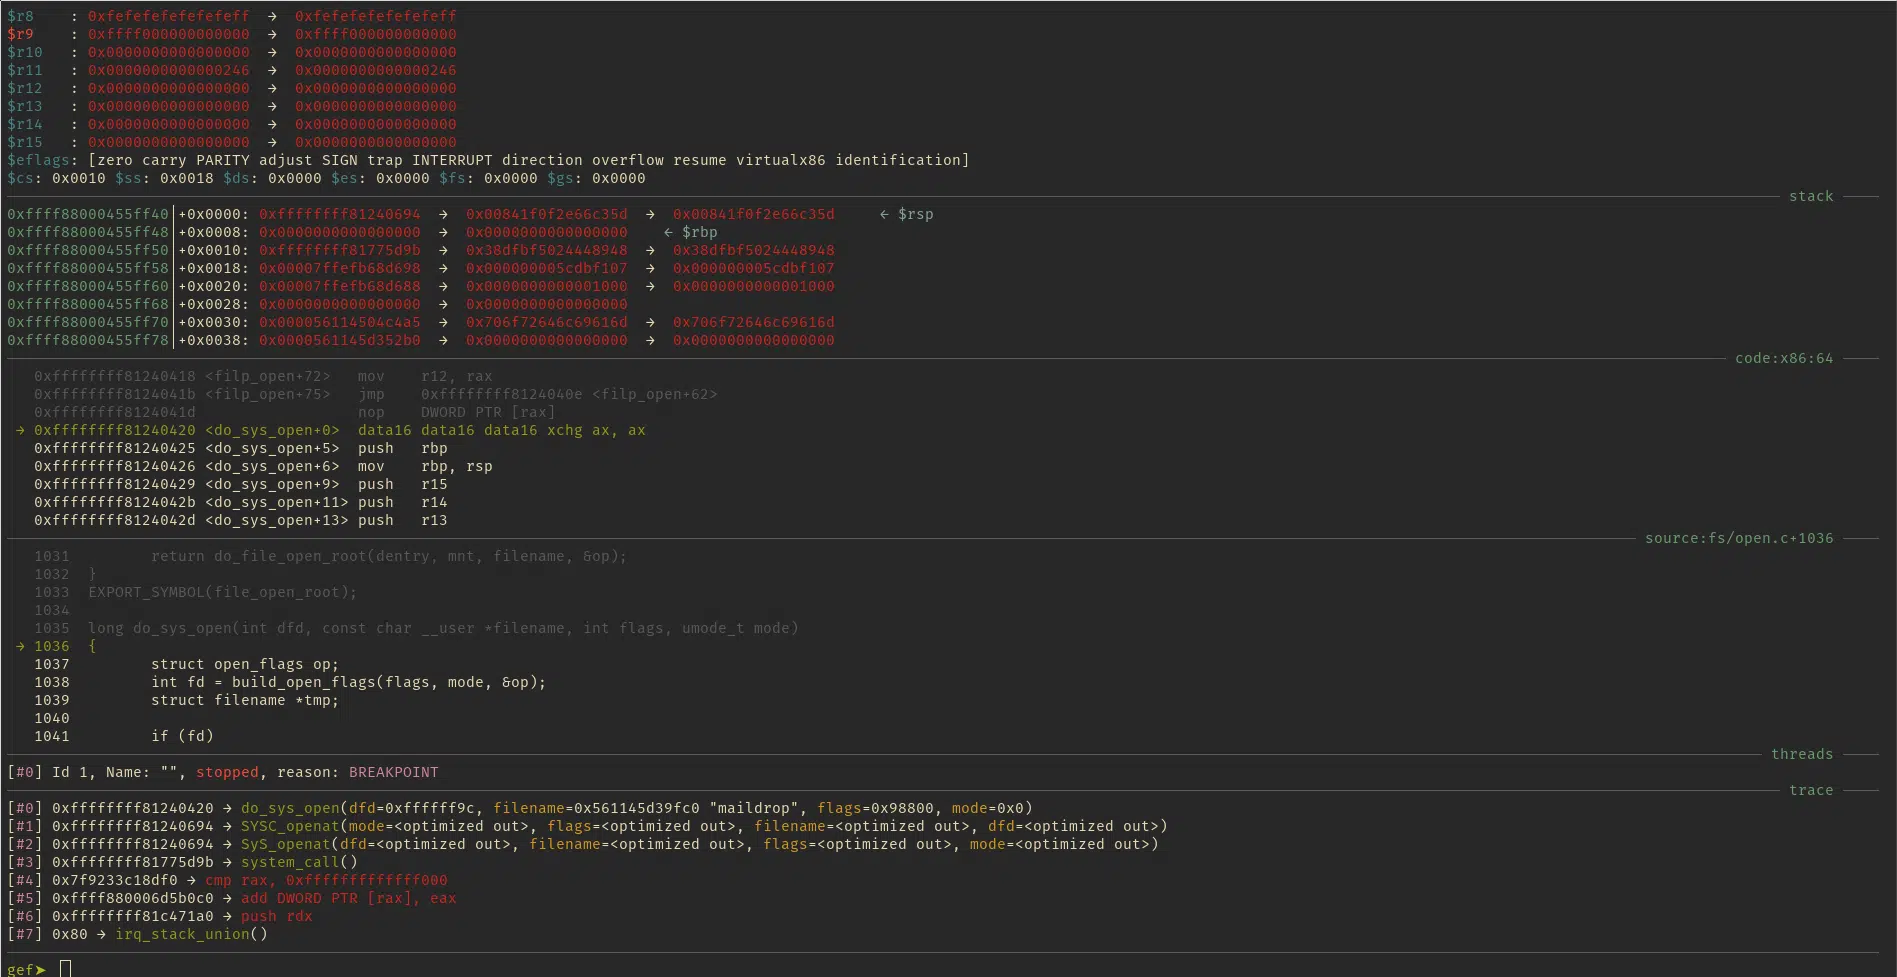 $r8    : 0xfefefefefefefeff  →  0xfefefefefefefeff
$r9    : 0xffff000000000000  →  0xffff000000000000
$r10   : 0x0000000000000000  →  0x0000000000000000
$r11   : 0x0000000000000246  →  0x0000000000000246
$r12   : 0x0000000000000000  →  0x0000000000000000
$r13   : 0x0000000000000000  →  0x0000000000000000
$r14   : 0x0000000000000000  →  0x0000000000000000
$r15   : 0x0000000000000000  →  0x0000000000000000
$eflags: [zero carry PARITY adjust SIGN trap INTERRUPT direction overflow resume virtualx86 identification]
$cs: 0x0010 $ss: 0x0018 $ds: 0x0000 $es: 0x0000 $fs: 0x0000 $gs: 0x0000
stack
0xffff88000455ff40│+0x0000: 0xffffffff81240694  →  0x00841f0f2e66c35d  →  0x00841f0f2e66c35d     ← $rsp
0xffff88000455ff48│+0x0008: 0x0000000000000000  →  0x0000000000000000    ← $rbp
0xffff88000455ff50│+0x0010: 0xffffffff81775d9b  →  0x38dfbf5024448948  →  0x38dfbf5024448948
0xffff88000455ff58│+0x0018: 0x00007ffefb68d698  →  0x000000005cdbf107  →  0x000000005cdbf107
0xffff88000455ff60│+0x0020: 0x00007ffefb68d688  →  0x0000000000001000  →  0x0000000000001000
0xffff88000455ff68│+0x0028: 0x0000000000000000  →  0x0000000000000000
0xffff88000455ff70│+0x0030: 0x000056114504c4a5  →  0x706f72646c69616d  →  0x706f72646c69616d
0xffff88000455ff78│+0x0038: 0x0000561145d352b0  →  0x0000000000000000  →  0x0000000000000000
code:x86:64
0xffffffff81240418 <filp_open+72>   mov    r12, rax
0xffffffff8124041b <filp_open+75>   jmp    0xffffffff8124040e <filp_open+62>
0xffffffff8124041d                  nop    DWORD PTR [rax]
→ 0xffffffff81240420 <do_sys_open+0>  data16 data16 data16 xchg ax, ax
0xffffffff81240425 <do_sys_open+5>  push   rbp
0xffffffff81240426 <do_sys_open+6>  mov    rbp, rsp
0xffffffff81240429 <do_sys_open+9>  push   r15
0xffffffff8124042b <do_sys_open+11> push   r14
0xffffffff8124042d <do_sys_open+13> push   r13
source:fs/open.c+1036
1031         return do_file_open_root(dentry, mnt, filename, &op);
1032  }
1033  EXPORT_SYMBOL(file_open_root);
1034
1035  long do_sys_open(int dfd, const char __user *filename, int flags, umode_t mode)
→ 1036  {
1037         struct open_flags op;
1038         int fd = build_open_flags(flags, mode, &op);
1039         struct filename *tmp;
1040
1041         if (fd)
threads
[#0] Id 1, Name: "", stopped, reason: BREAKPOINT
trace
[#0] 0xffffffff81240420 → do_sys_open(dfd=0xffffff9c, filename=0x561145d39fc0 "maildrop", flags=0x98800, mode=0x0)
[#1] 0xffffffff81240694 → SYSC_openat(mode=<optimized out>, flags=<optimized out>, filename=<optimized out>, dfd=<optimized out>)
[#2] 0xffffffff81240694 → SyS_openat(dfd=<optimized out>, filename=<optimized out>, flags=<optimized out>, mode=<optimized out>)
[#3] 0xffffffff81775d9b → system_call()
[#4] 0x7f9233c18df0 → cmp rax, 0xfffffffffffff000
[#5] 0xffff880006d5b0c0 → add DWORD PTR [rax], eax
[#6] 0xffffffff81c471a0 → push rdx
[#7] 0x80 → irq_stack_union()
gef➤